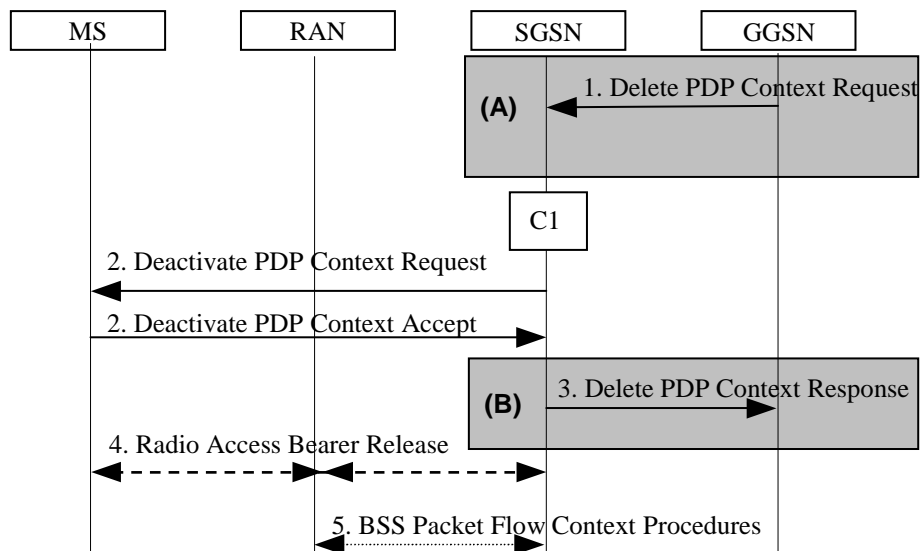 MS
RAN
SGSN
GGSN
1. Delete PDP Context Request
(A)
C1
2. Deactivate PDP Context Request
2. Deactivate PDP Context Accept
3. Delete PDP Context Response
(B)
4. Radio Access Bearer Release
5. BSS Packet Flow Context Procedures